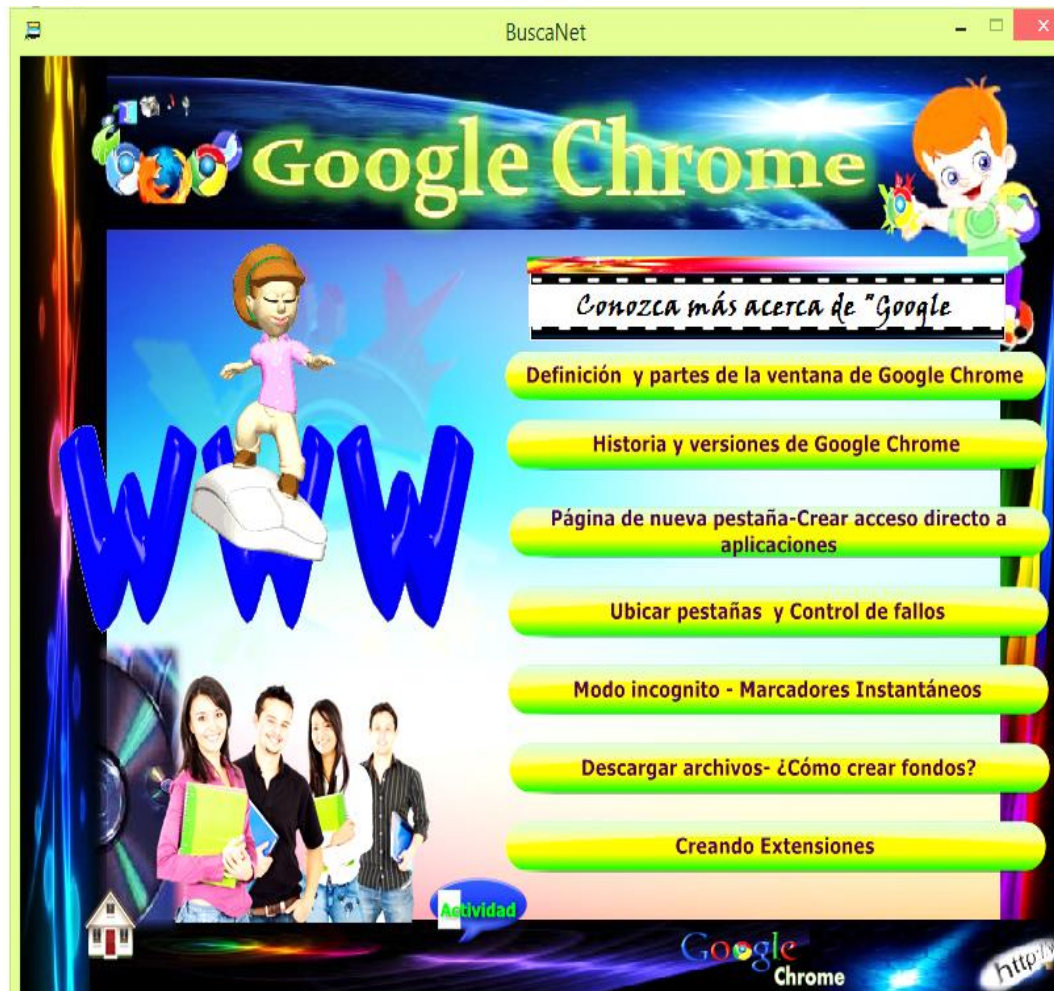 BuscaNet
Google Chrome
Conozca más acerca de "Google
Definición y partes de la ventana de Google Chrome
Historia y versiones de Google Chrome
Página de nueva pestaña-Crear acceso directo a
aplicaciones
Ubicar pestañas y Control de fallos
WWW
Modo incognito - Marcadores Instantáneos
Descargar archivos- ¿Cómo crear fondos?
Creando Extensiones
Actividad
Google
Chrome
http:/